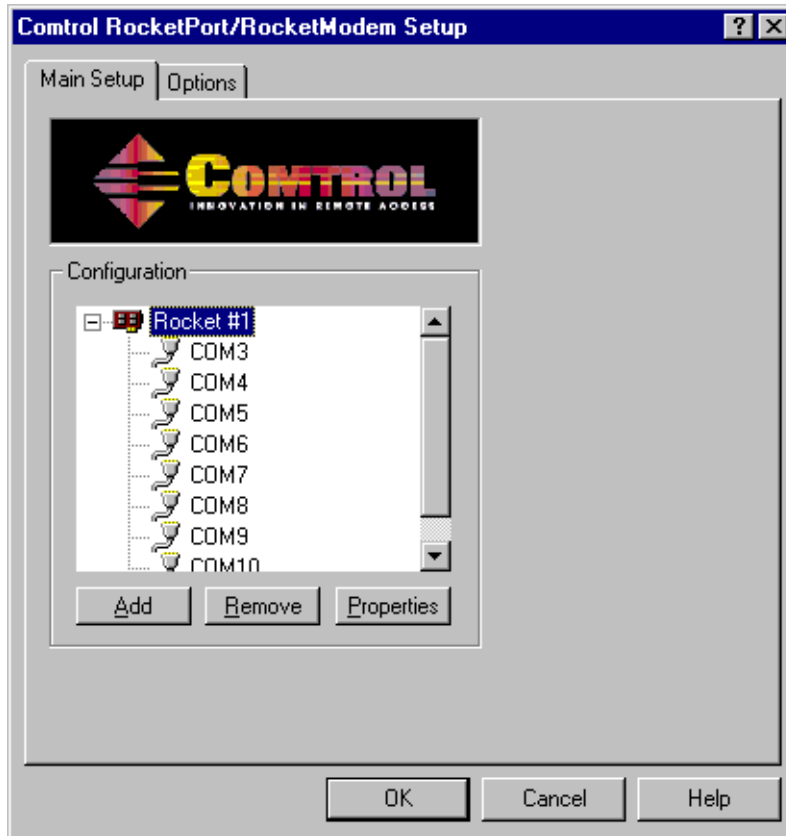 Comtrol RocketPort/RocketModem Setup
Main Setup Options
COMTROL
INNOVATION IN REMOTE ACCESS
Configuration
Rocket #1
COM3
COM4
COM5
COM6
COM7
COM8
COM9
COM10
Add Remove Properties
OK Cancel Help